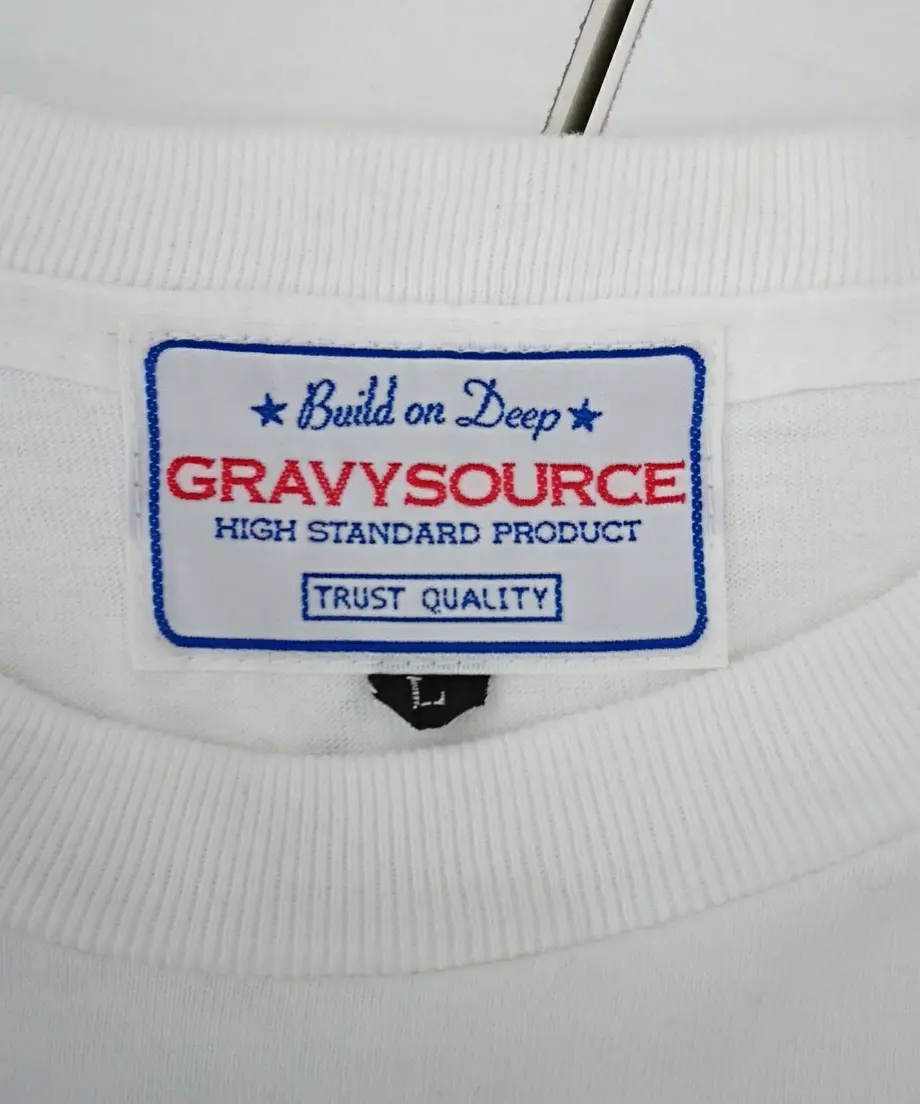 ★ Build on Deep ★
GRAVYSOURCE
HIGH STANDARD PRODUCT
TRUST QUALITY
L